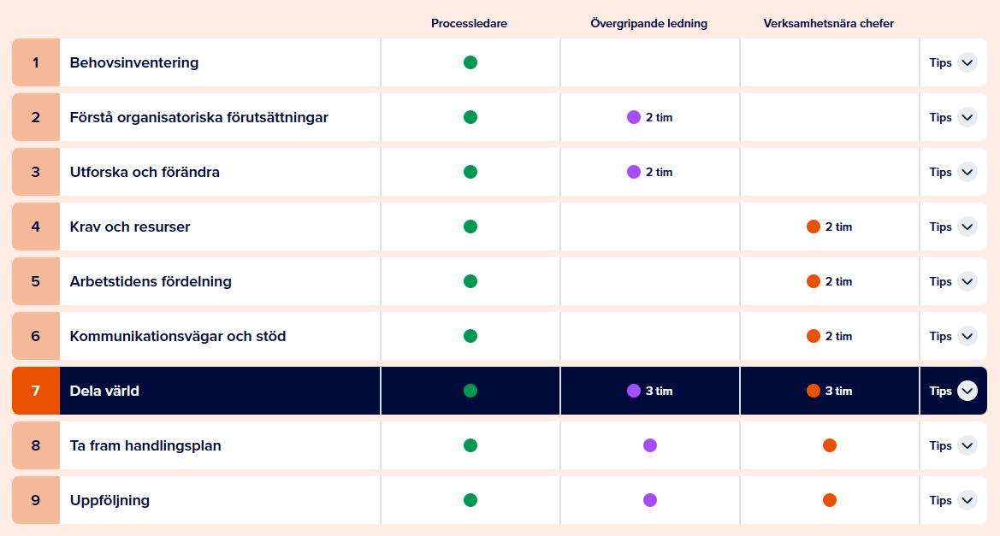 Processledare Övergripande ledning Verksamhetsnära chefer
1 Behovsinventering Tips
2 Förstå organisatoriska förutsättningar 2 tim Tips
3 Utforska och förändra 2 tim Tips
4 Krav och resurser 2 tim Tips
5 Arbetstidens fördelning 2 tim Tips
6 Kommunikationsvägar och stöd 2 tim Tips
7 Dela värld 3 tim 3 tim Tips
8 Ta fram handlingsplan Tips
9 Uppföljning Tips